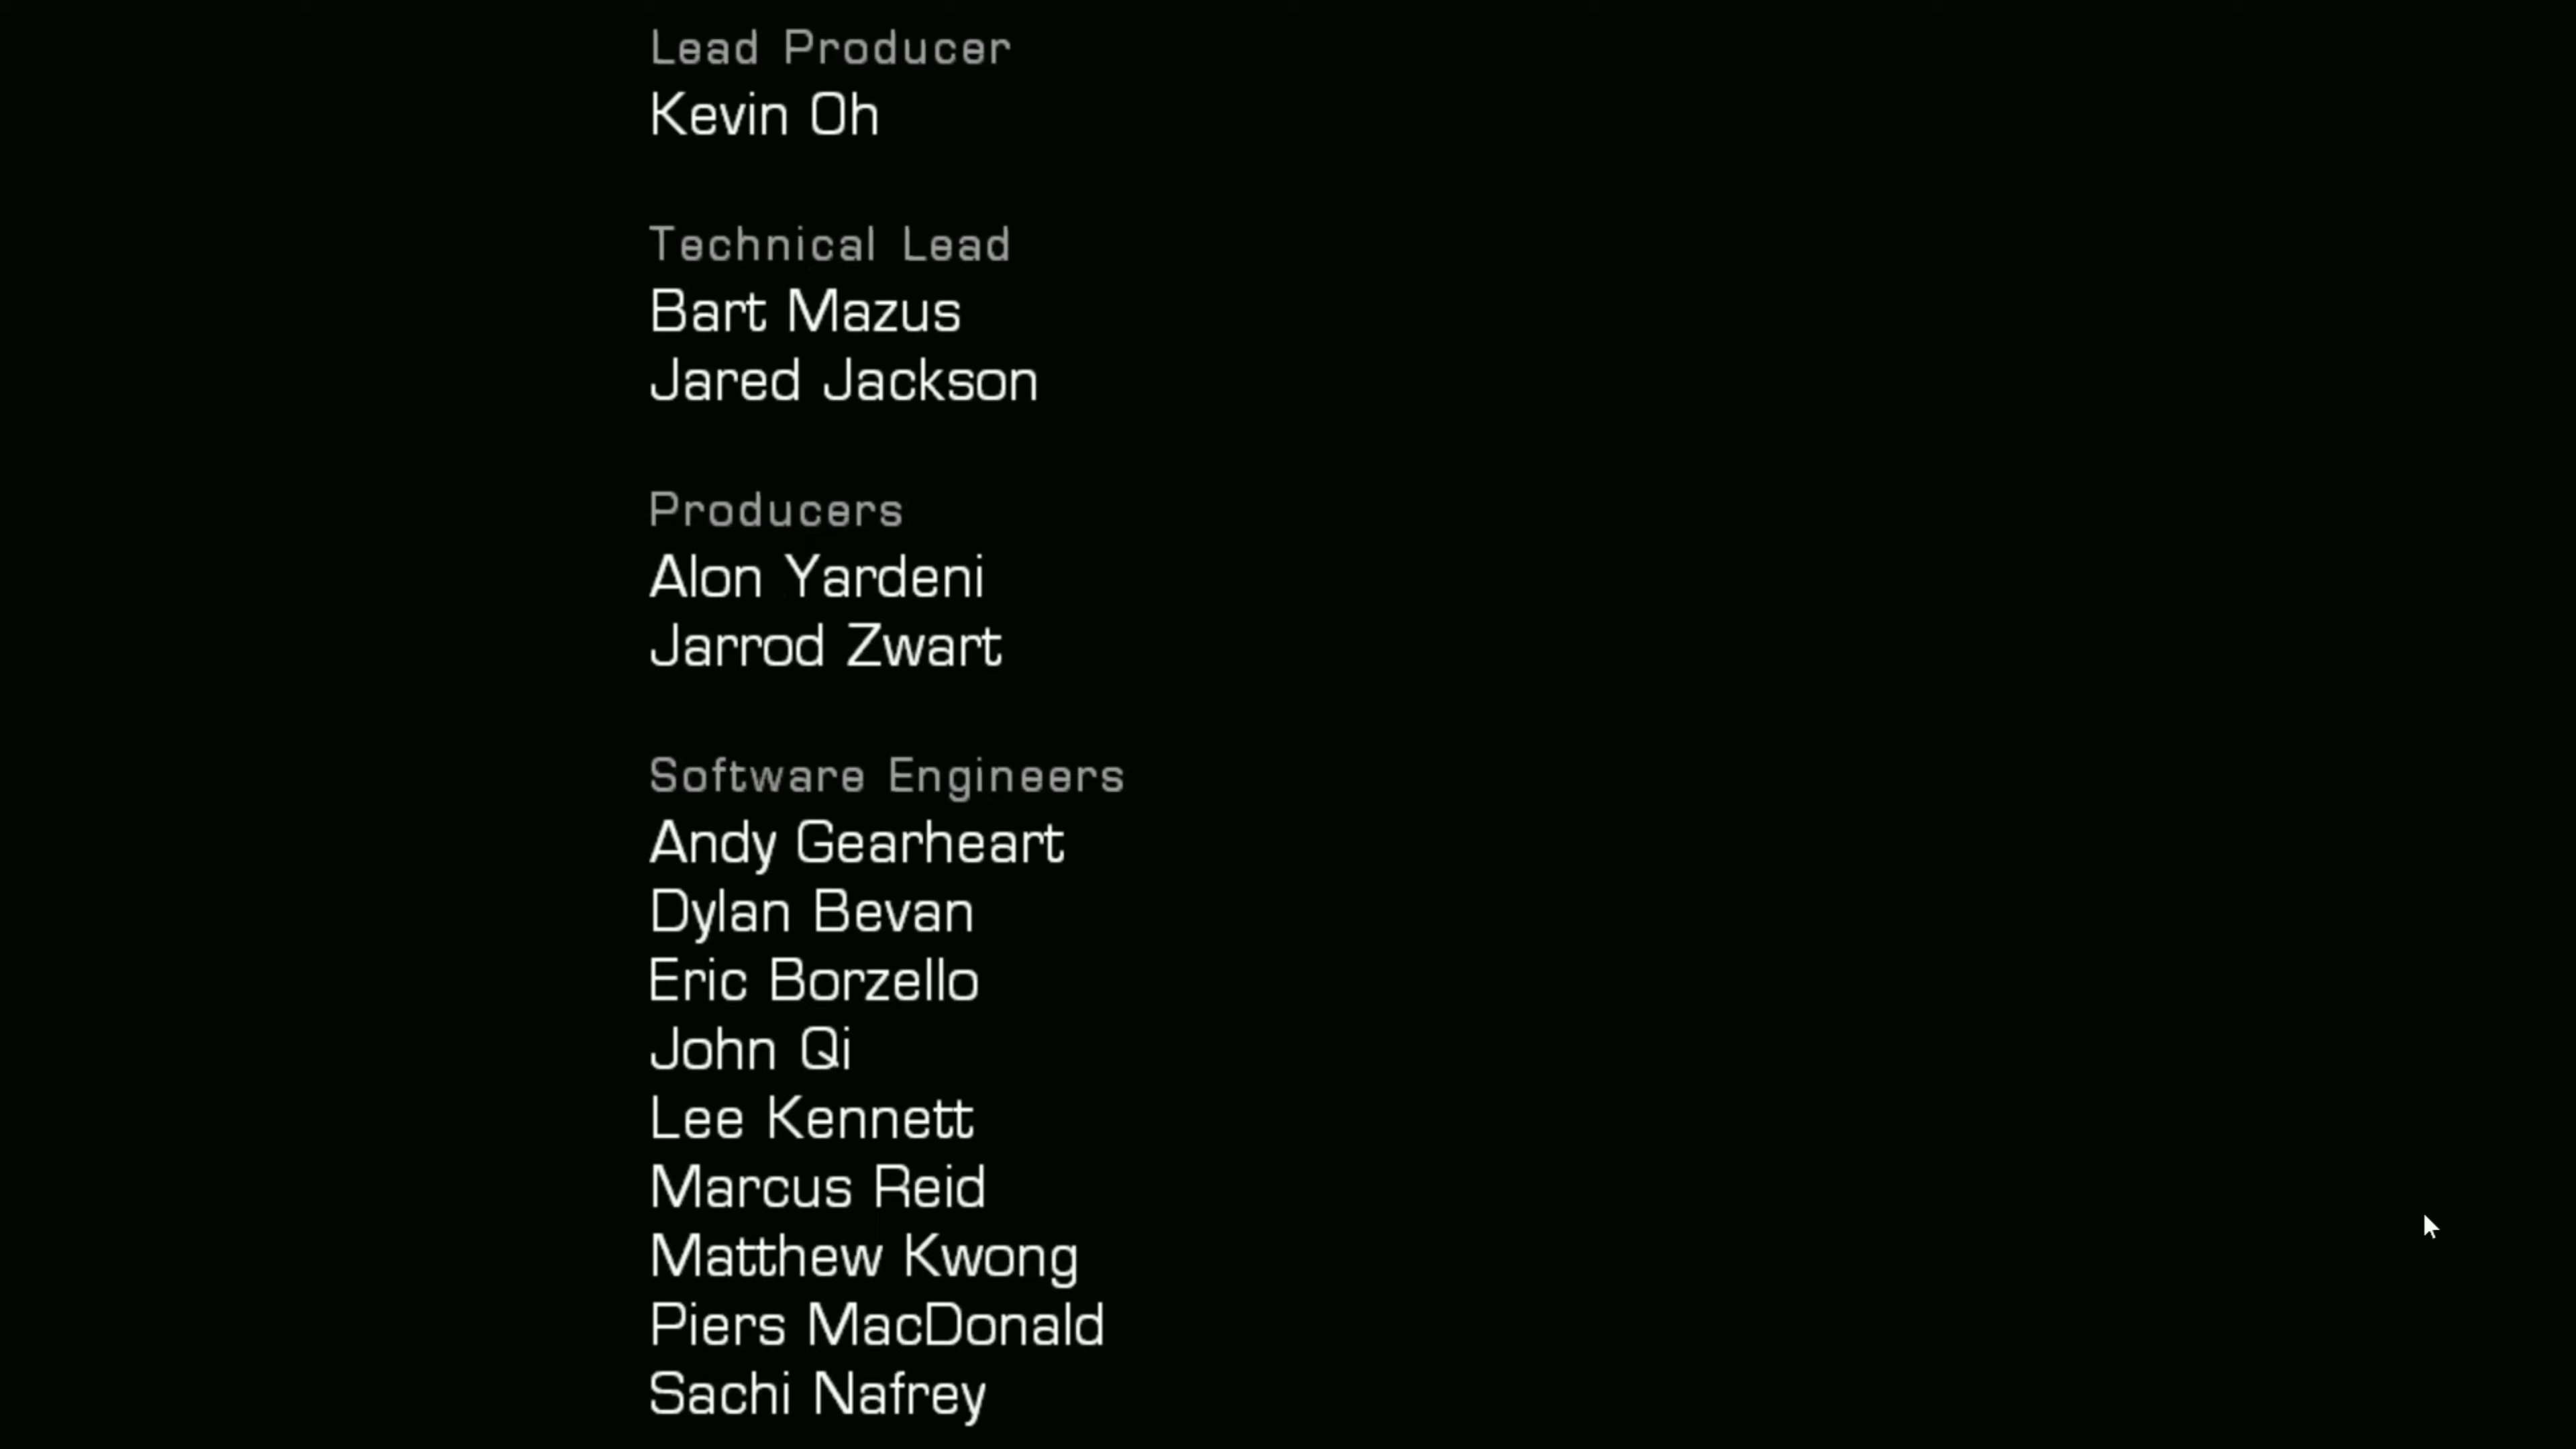 Lead Producer
Kevin Oh
Technical Lead
Bart Mazus
Jared Jackson
Producers
Alon Yardeni
Jarrod Zwart
Software Engineers
Andy Gearheart
Dylan Bevan
Eric Borzello
John Qi
Lee Kennett
Marcus Reid
Matthew Kwong
Piers MacDonald
Sachi Nafrey